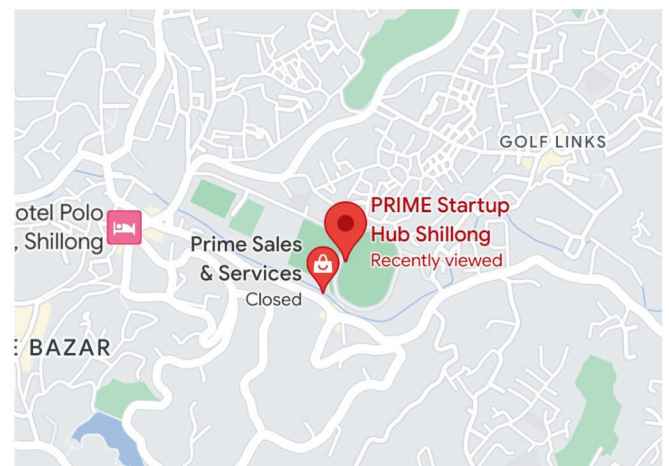 GOLF LINKS
PRIME Startup
Hub Shillong
Recently viewed
otel Polo
, Shillong
Prime Sales
& Services
Closed
E BAZAR